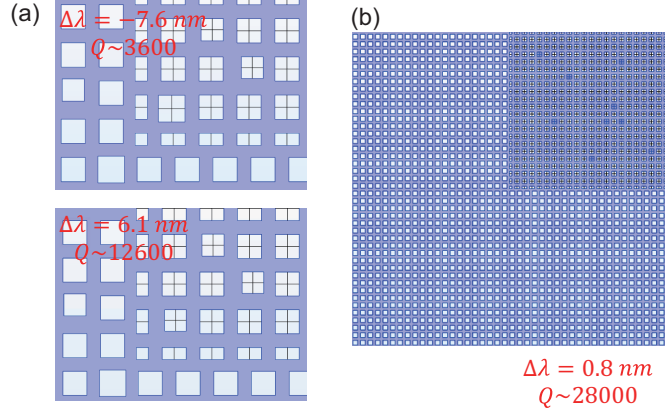 (a)
Δλ = −7.6 nm
Q~3600
Δλ = 6.1 nm
Q~12600
(b)
Δλ = 0.8 nm
Q~28000